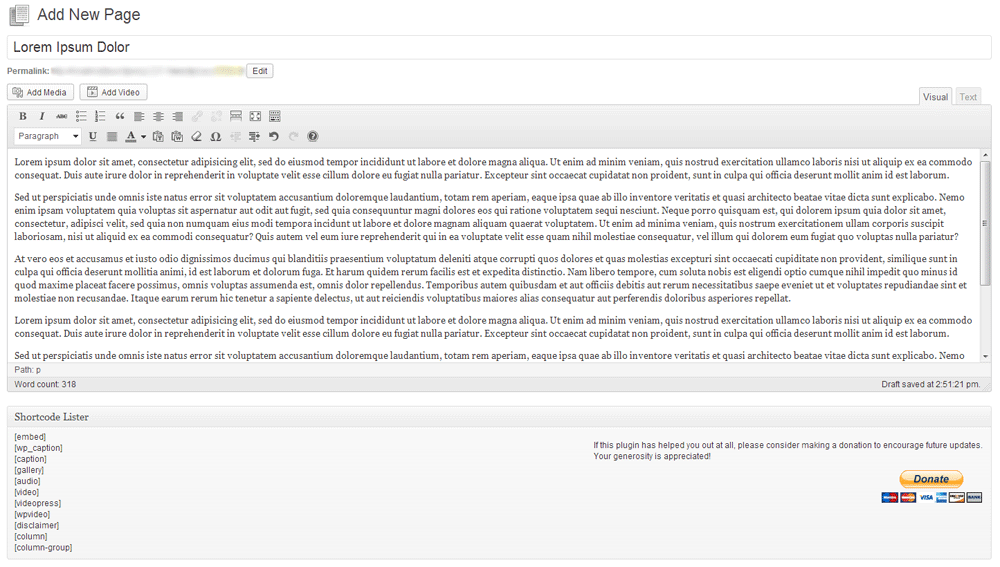 Add New Page
Lorem Ipsum Dolor
Permalink: Edit
Add Media Add Video
Visual Text
B I ABC
Paragraph U A
Lorem ipsum dolor sit amet, consectetur adipisicing elit, sed do eiusmod tempor incididunt ut labore et dolore magna aliqua. Ut enim ad minim veniam, quis nostrud exercitation ullamco laboris nisi ut aliquip ex ea commodo
consequat. Duis aute irure dolor in reprehenderit in voluptate velit esse cillum dolore eu fugiat nulla pariatur. Excepteur sint occaecat cupidatat non proident, sunt in culpa qui officia deserunt mollit anim id est laborum.
Sed ut perspiciatis unde omnis iste natus error sit voluptatem accusantium doloremque laudantium, totam rem aperiam, eaque ipsa quae ab illo inventore veritatis et quasi architecto beatae vitae dicta sunt explicabo. Nemo
enim ipsam voluptatem quia voluptas sit aspernatur aut odit aut fugit, sed quia consequuntur magni dolores eos qui ratione voluptatem sequi nesciunt. Neque porro quisquam est, qui dolorem ipsum quia dolor sit amet,
consectetur, adipisci velit, sed quia non numquam eius modi tempora incidunt ut labore et dolore magnam aliquam quaerat voluptatem. Ut enim ad minima veniam, quis nostrum exercitationem ullam corporis suscipit
laboriosam, nisi ut aliquid ex ea commodi consequatur? Quis autem vel eum iure reprehenderit qui in ea voluptate velit esse quam nihil molestiae consequatur, vel illum qui dolorem eum fugiat quo voluptas nulla pariatur?
At vero eos et accusamus et iusto odio dignissimos ducimus qui blanditiis praesentium voluptatum deleniti atque corrupti quos dolores et quas molestias excepturi sint occaecati cupiditate non provident, similique sunt in
culpa qui officia deserunt mollitia animi, id est laborum et dolorum fuga. Et harum quidem rerum facilis est et expedita distinctio. Nam libero tempore, cum soluta nobis est eligendi optio cumque nihil impedit quo minus id
quod maxime placeat facere possimus, omnis voluptas assumenda est, omnis dolor repellendus. Temporibus autem quibusdam et aut officiis debitis aut rerum necessitatibus saepe eveniet ut et voluptates repudiandae sint et
molestiae non recusandae. Itaque earum rerum hic tenetur a sapiente delectus, ut aut reiciendis voluptatibus maiores alias consequatur aut perferendis doloribus asperiores repellat.
Lorem ipsum dolor sit amet, consectetur adipisicing elit, sed do eiusmod tempor incididunt ut labore et dolore magna aliqua. Ut enim ad minim veniam, quis nostrud exercitation ullamco laboris nisi ut aliquip ex ea commodo
consequat. Duis aute irure dolor in reprehenderit in voluptate velit esse cillum dolore eu fugiat nulla pariatur. Excepteur sint occaecat cupidatat non proident, sunt in culpa qui officia deserunt mollit anim id est laborum.
Sed ut perspiciatis unde omnis iste natus error sit voluptatem accusantium doloremque laudantium, totam rem aperiam, eaque ipsa quae ab illo inventore veritatis et quasi architecto beatae vitae dicta sunt explicabo. Nemo
Path: p
Word count: 318 Draft saved at 2:51:21 pm.
Shortcode Lister
[embed]
[wp_caption]
[caption]
[gallery]
[audio]
[video]
[videopress]
[wpvideo]
[disclaimer]
[column]
[column-group]
If this plugin has helped you out at all, please consider making a donation to encourage future updates.
Your generosity is appreciated!
Donate
VISA BANK